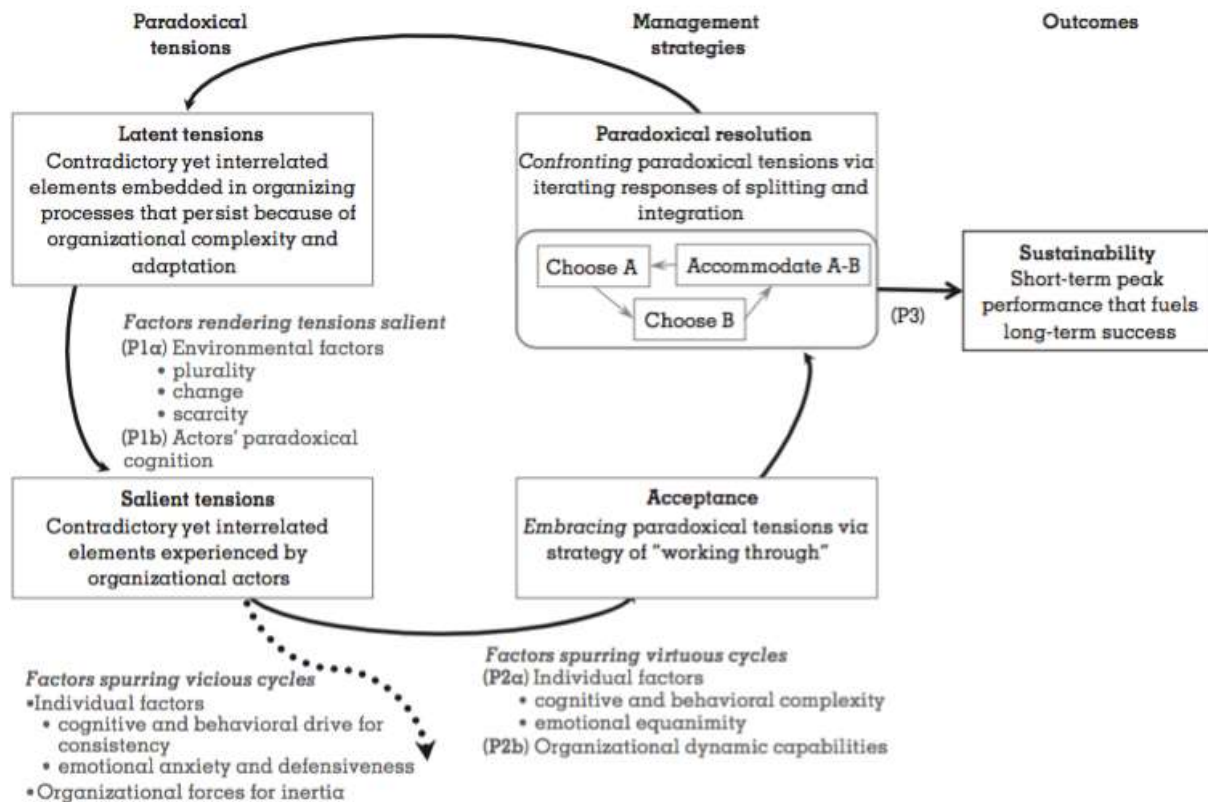 Paradoxical
tensions
Management
strategies
Outcomes
Latent tensions
Contradictory yet interrelated
elements embedded in organizing
processes that persist because of
organizational complexity and
adaptation
Paradoxical resolution
Confronting paradoxical tensions via
iterating responses of splitting and
integration
Choose A
Accommodate A-B
Choose B
(P3)
Sustainability
Short-term peak
performance that fuels
long-term success
Factors rendering tensions salient
(P1a) Environmental factors
• plurality
• change
• scarcity
(P1b) Actors' paradoxical
cognition
Salient tensions
Contradictory yet interrelated
elements experienced by
organizational actors
Acceptance
Embracing paradoxical tensions via
strategy of "working through"
Factors spurring vicious cycles
•Individual factors
• cognitive and behavioral drive for
consistency
• emotional anxiety and defensiveness
•Organizational forces for inertia
Factors spurring virtuous cycles
(P2a) Individual factors
• cognitive and behavioral complexity
• emotional equanimity
(P2b) Organizational dynamic capabilities